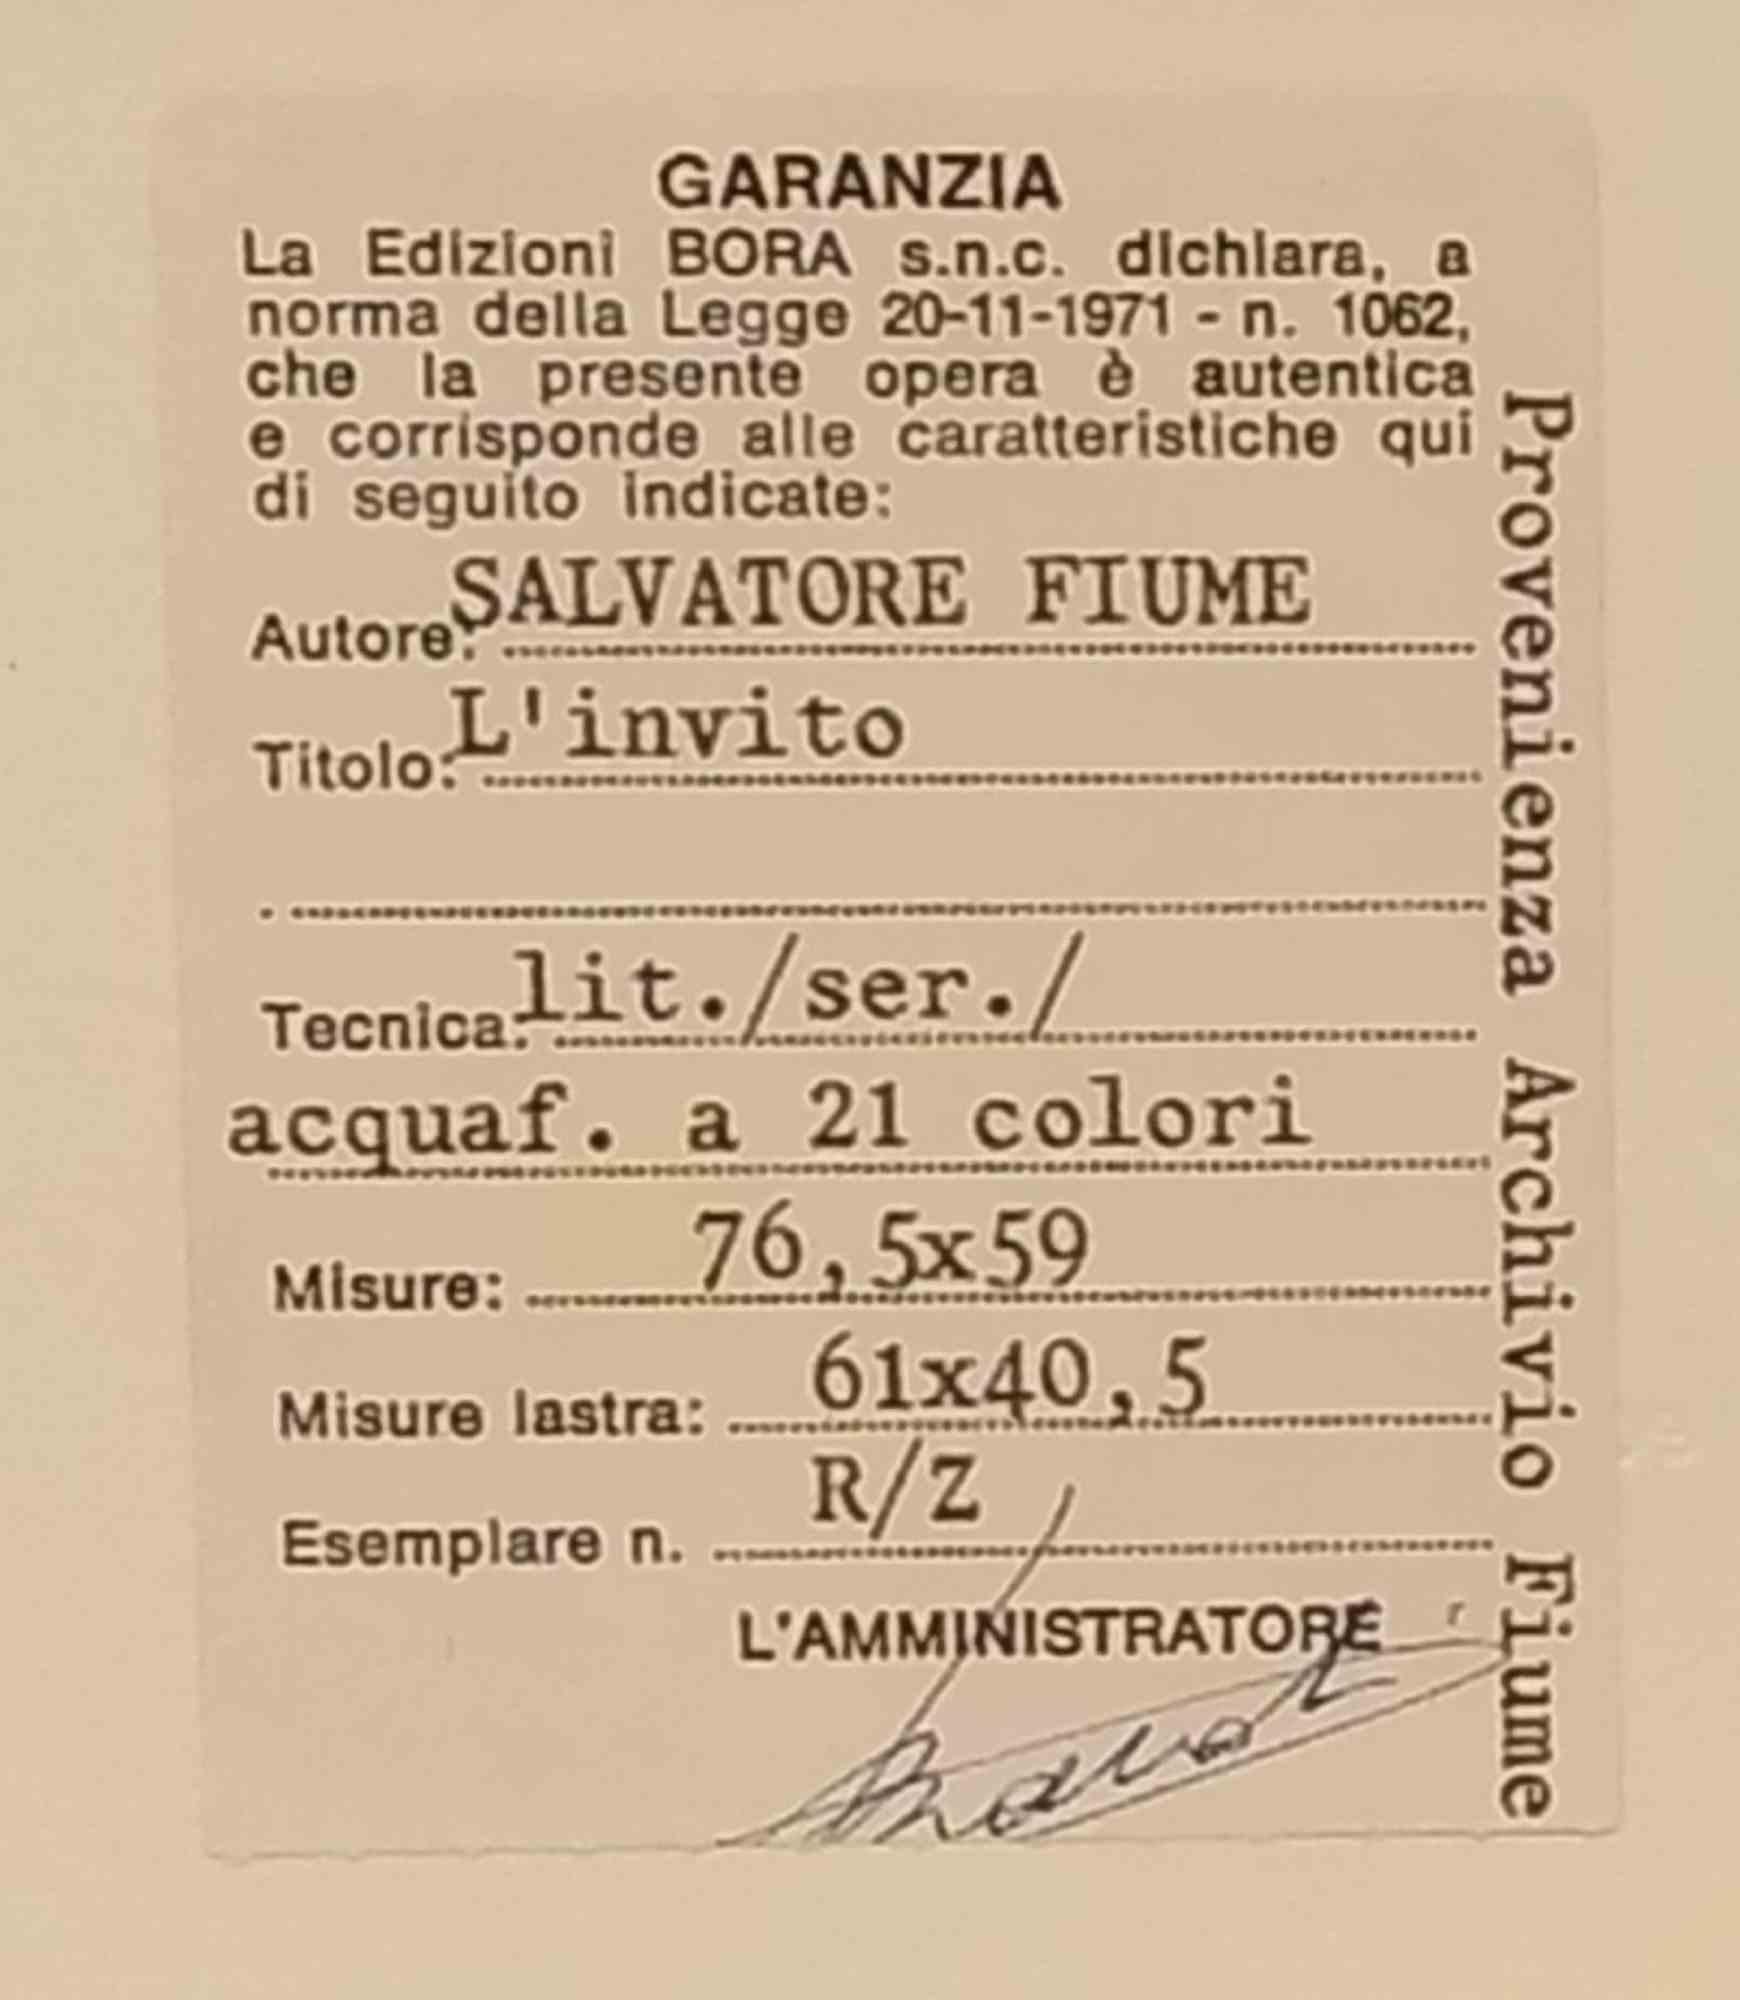 GARANZIA
La Edizioni BORA s.n.c. dichiara, a
norma della Legge 20-11-1971 - n. 1062,
che la presente opera è autentica
e corrisponde alle caratteristiche qui
di seguito indicate:
Autore: SALVATORE FIUME
Titolo: L'invito
Tecnica: lit./ser./
acquaf. a 21 colori
Misure: 76,5x59
Misure lastra: 61x40,5
Esemplare n. R/Z
L'AMMINISTRATORE
Provenienza Archivio Fiume